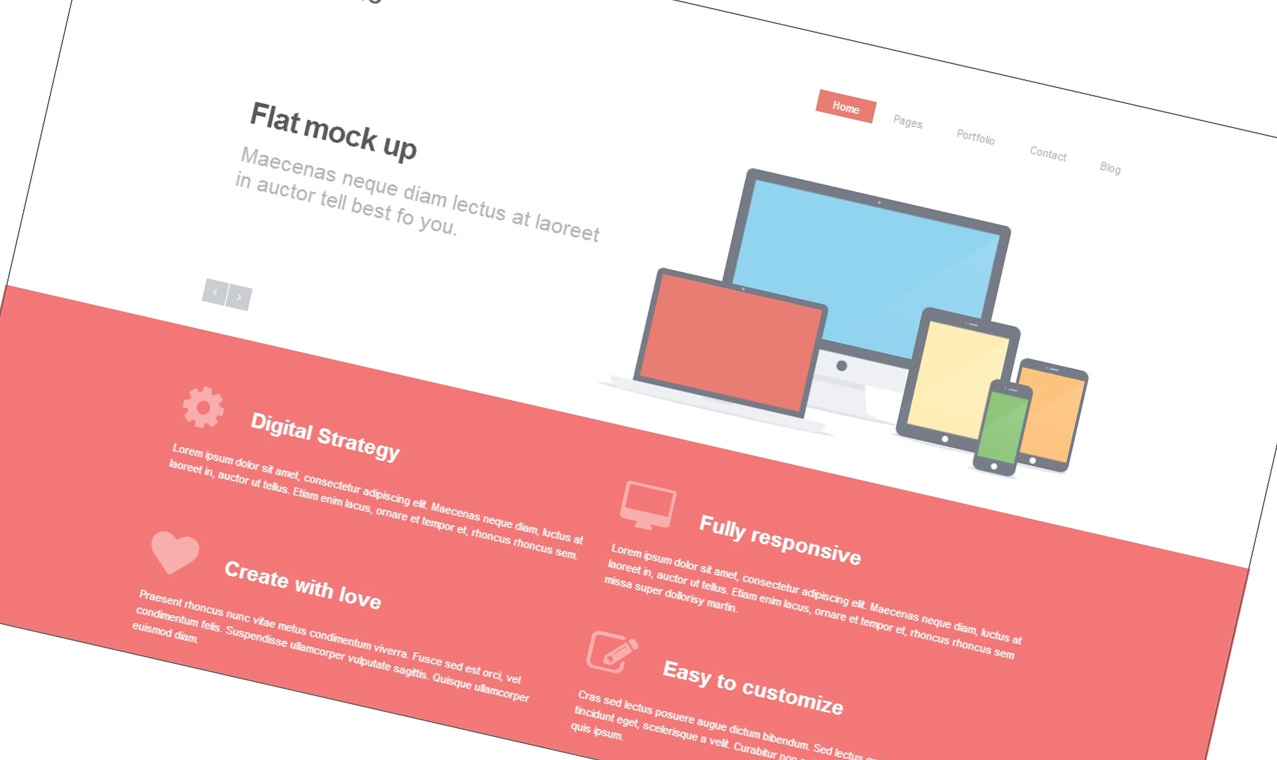 Home
Pages
Portfolio
Contact
Blog
Flat mock up
Maecenas neque diam lectus at laoreet
in auctor tell best fo you.
Digital Strategy
Lorem ipsum dolor sit amet, consectetur adipiscing elit. Maecenas neque diam, luctus at
laoreet in, auctor ut tellus. Etiam enim lacus, ornare et tempor et, rhoncus rhoncus sem.
Fully responsive
Lorem ipsum dolor sit amet, consectetur adipiscing elit. Maecenas neque diam, luctus at
laoreet in, auctor ut tellus. Etiam enim lacus, ornare et tempor et, rhoncus rhoncus sem
missa super dollorisy martin.
Create with love
Praesent rhoncus nunc vitae metus condimentum viverra. Fusce sed est orci, vel
condimentum felis. Suspendisse ullamcorper vulputate sagittis. Quisque ullamcorper
euismod diam.
Easy to customize
Cras sed lectus posuere augue dictum bibendum. Sed lectus
tincidunt eget, scelerisque a velit. Curabitur non
quis ipsum.